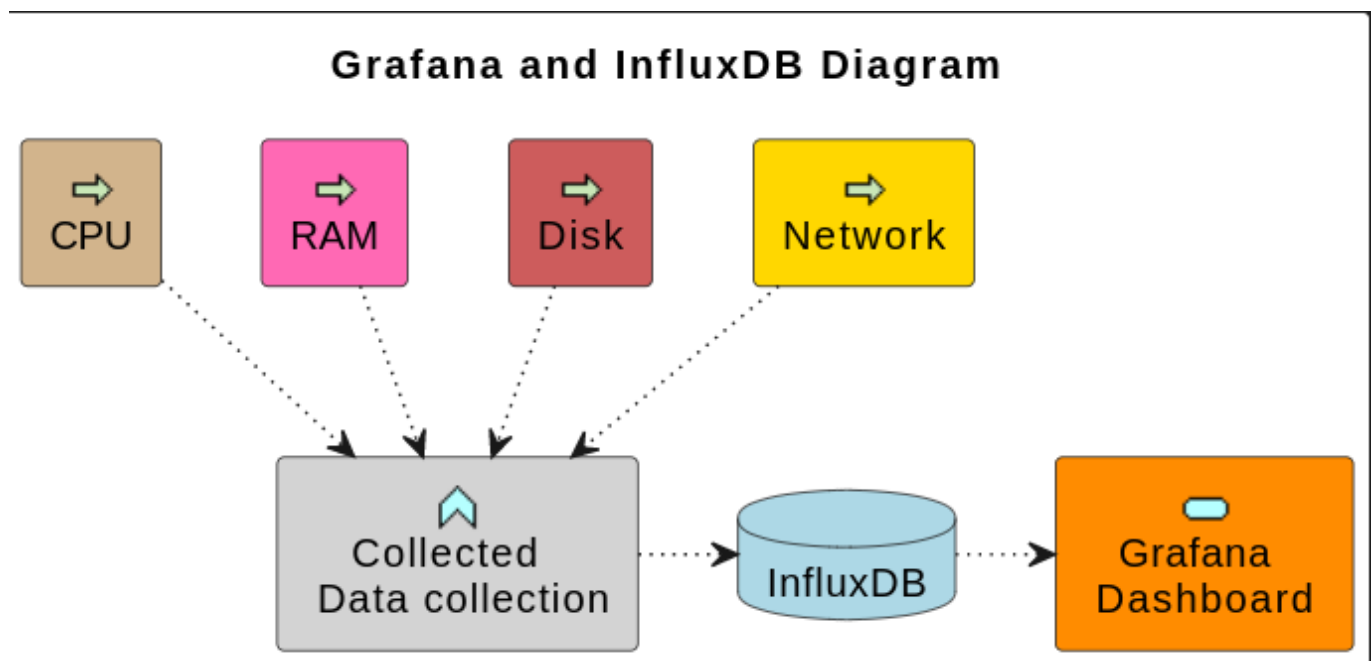 Grafana and InfluxDB Diagram
CPU
RAM
Disk
Network
Collected
Data collection
InfluxDB
Grafana
Dashboard